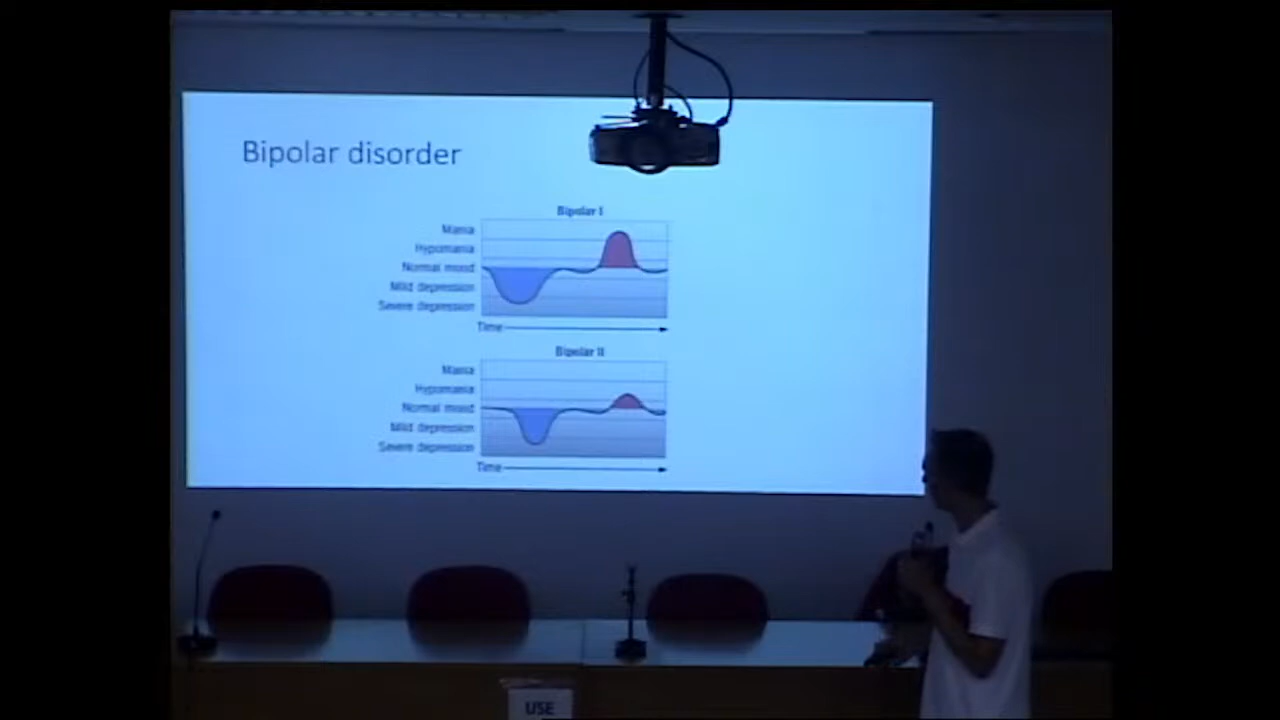 Bipolar disorder
Bipolar I
Mania
Hypomania
Normal mood
Mild depression
Severe depression
Time
Bipolar II
Mania
Hypomania
Normal mood
Mild depression
Severe depression
Time
USE